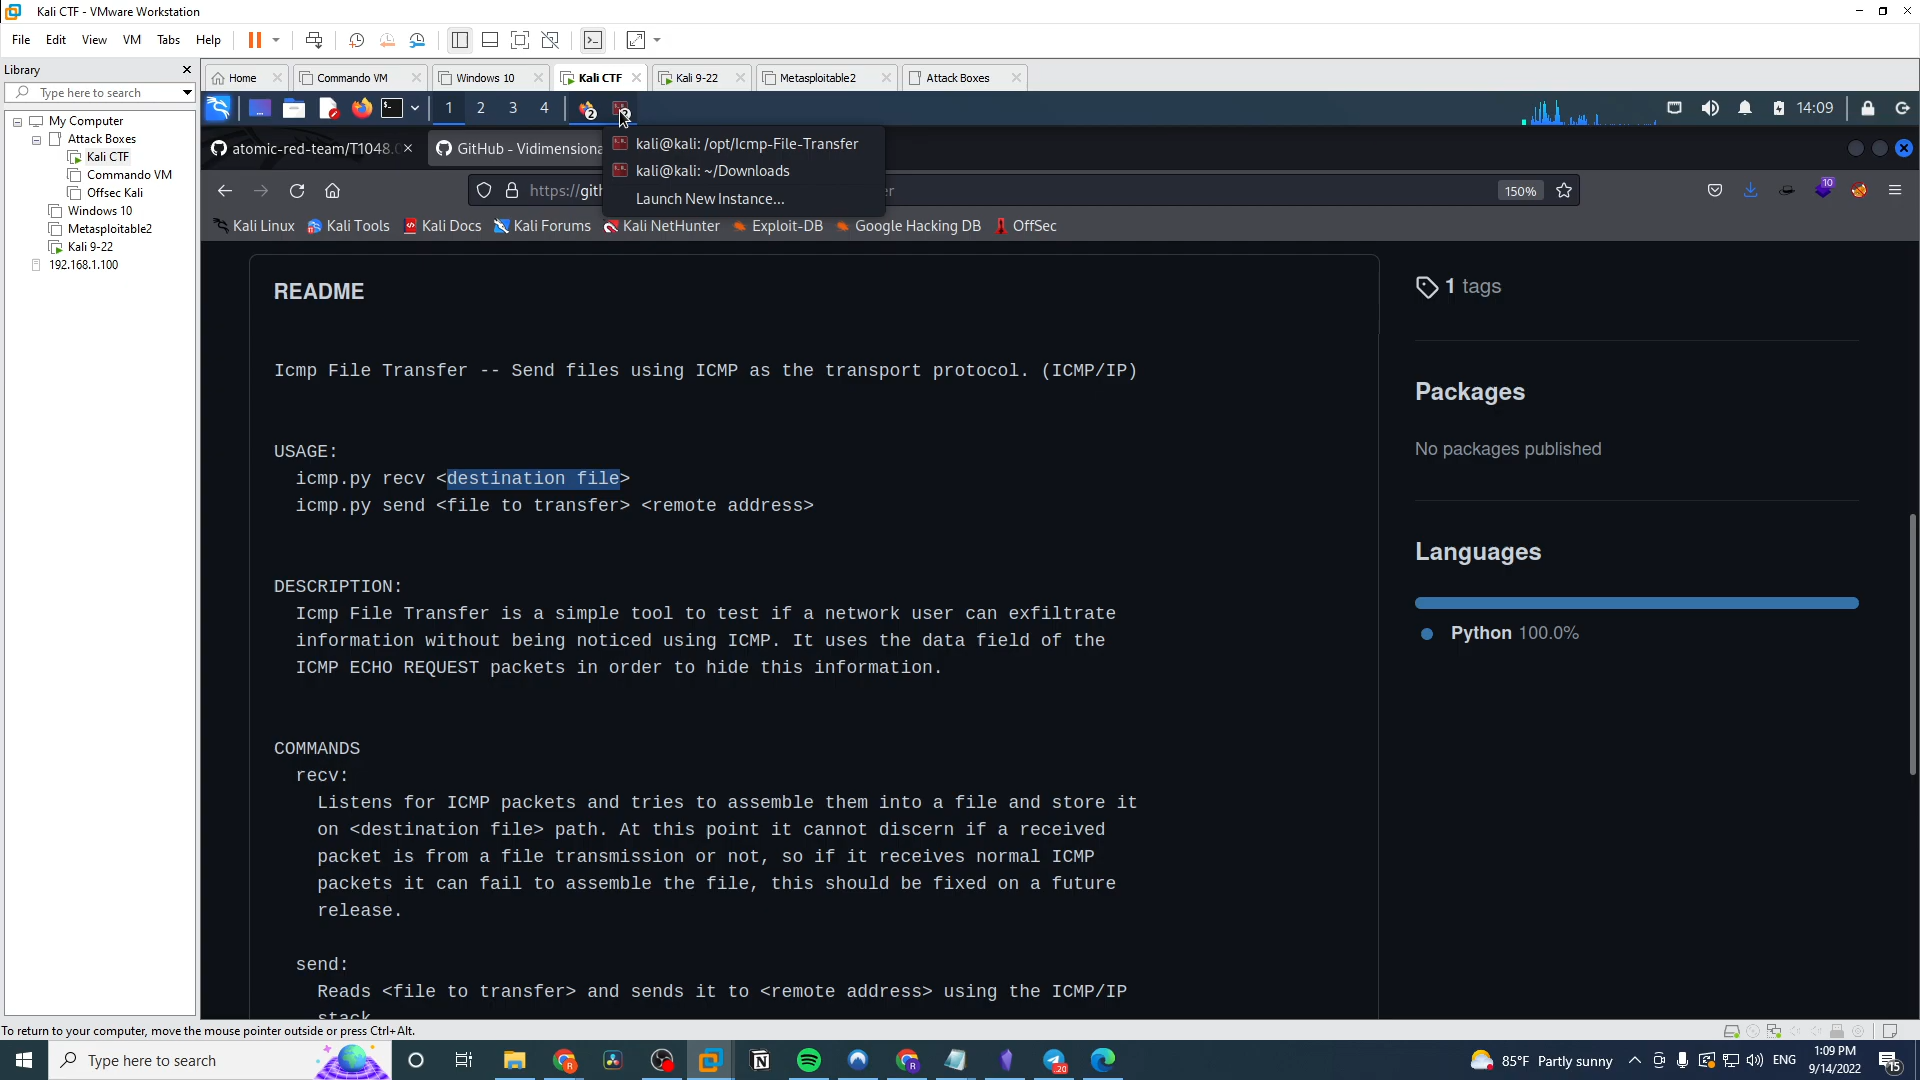 Kali CTF - VMware Workstation
File Edit View VM Tabs Help
Library
Type here to search
My Computer
Attack Boxes
Kali CTF
Commando VM
Offsec Kali
Windows 10
Metasploitable2
Kali 9-22
192.168.1.100
Home Commando VM Windows 10 Kali CTF Kali 9-22 Metasploitable2 Attack Boxes
1 2 3 4 2 14:09
atomic-red-team/T1048. GitHub - Vidimensiona
kali@kali: /opt/Icmp-File-Transfer
kali@kali: ~/Downloads
Launch New Instance...
https://gith er 150% 10
Kali Linux Kali Tools Kali Docs Kali Forums Kali NetHunter Exploit-DB Google Hacking DB OffSec
README
Icmp File Transfer -- Send files using ICMP as the transport protocol. (ICMP/IP)
USAGE:
icmp.py recv <destination file>
icmp.py send <file to transfer> <remote address>
DESCRIPTION:
Icmp File Transfer is a simple tool to test if a network user can exfiltrate
information without being noticed using ICMP. It uses the data field of the
ICMP ECHO REQUEST packets in order to hide this information.
COMMANDS
recv:
Listens for ICMP packets and tries to assemble them into a file and store it
on <destination file> path. At this point it cannot discern if a received
packet is from a file transmission or not, so if it receives normal ICMP
packets it can fail to assemble the file, this should be fixed on a future
release.
send:
Reads <file to transfer> and sends it to <remote address> using the ICMP/IP
stack
1 tags
Packages
No packages published
Languages
Python 100.0%
To return to your computer, move the mouse pointer outside or press Ctrl+Alt.
Type here to search
85°F Partly sunny
ENG
1:09 PM
9/14/2022
15